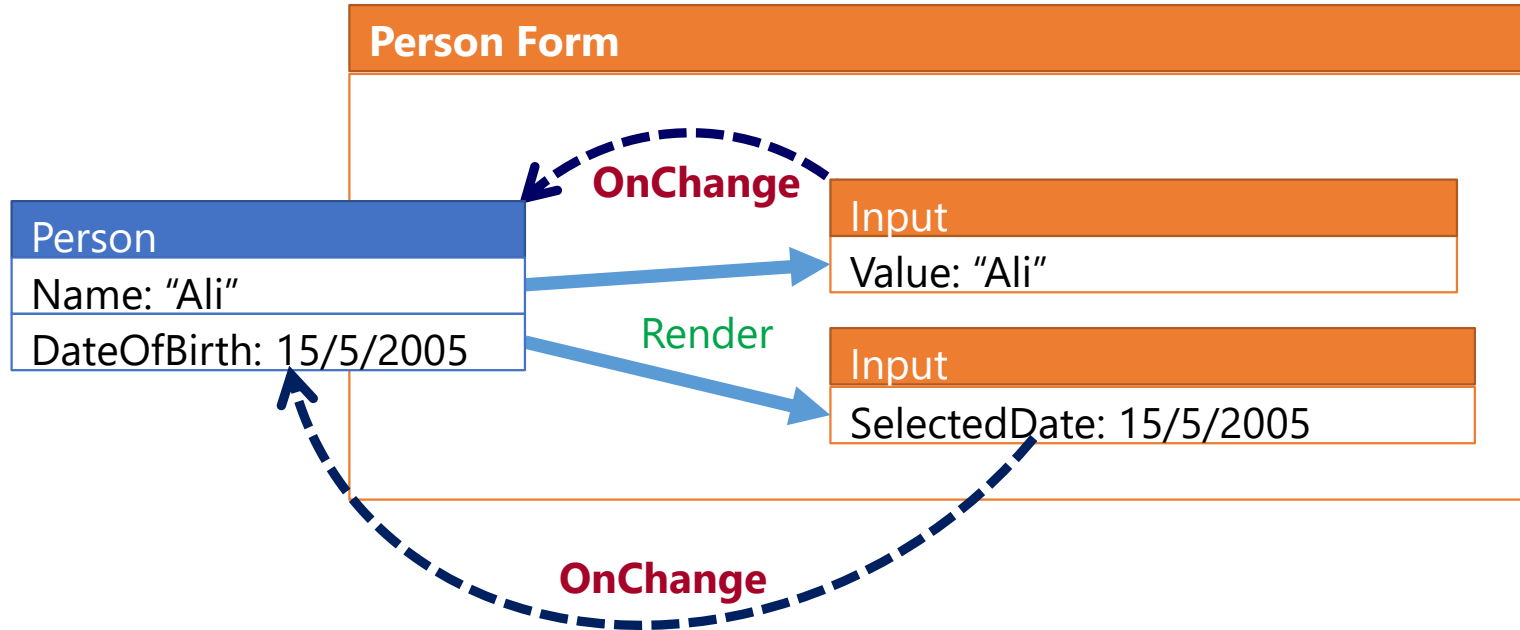 Person Form
OnChange
Person
Name: “Ali”
DateOfBirth: 15/5/2005
Input
Value: “Ali”
Render
Input
SelectedDate: 15/5/2005
OnChange